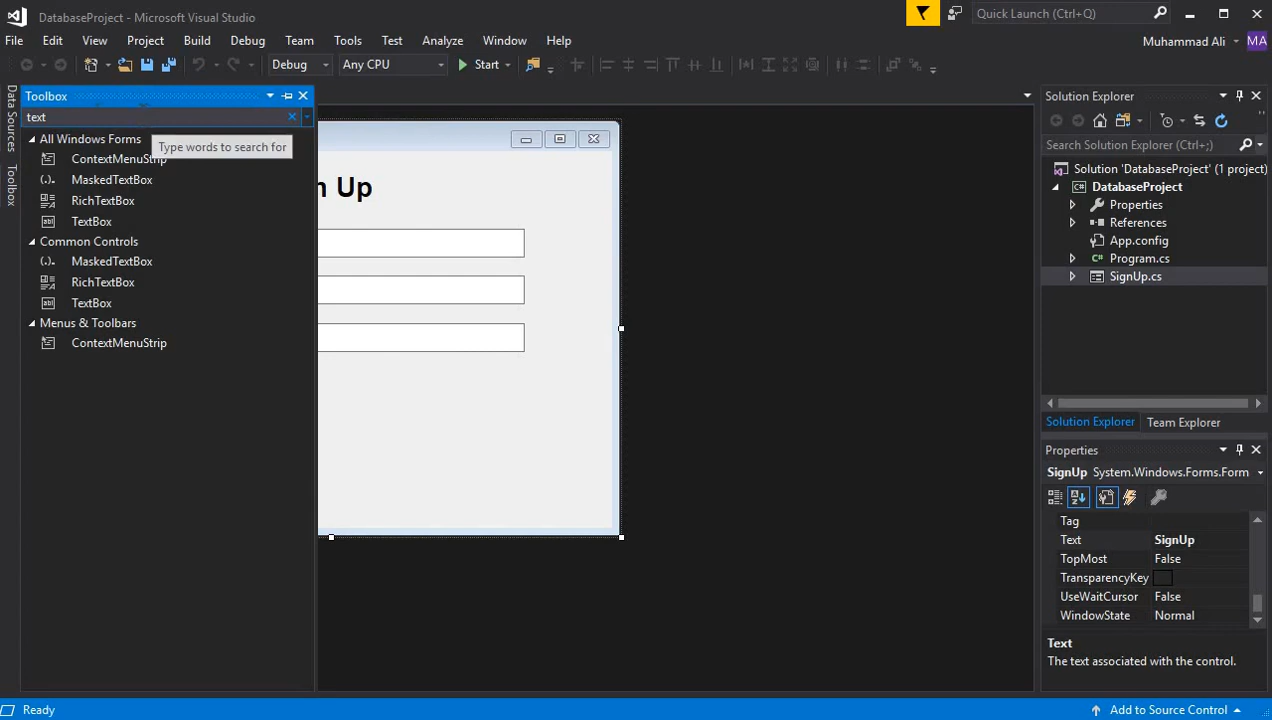 DatabaseProject - Microsoft Visual Studio
Quick Launch (Ctrl+Q)
File Edit View Project Build Debug Team Tools Test Analyze Window Help
Muhammad Ali MA
Debug Any CPU Start
Data Sources
Toolbox
Toolbox
text
Type words to search for
All Windows Forms
ContextMenuStrip
MaskedTextBox
RichTextBox
TextBox
Common Controls
MaskedTextBox
RichTextBox
TextBox
Menus & Toolbars
ContextMenuStrip
n Up
Solution Explorer
Search Solution Explorer (Ctrl+;)
Solution 'DatabaseProject' (1 project)
DatabaseProject
Properties
References
App.config
Program.cs
SignUp.cs
Solution Explorer Team Explorer
Properties
SignUp System.Windows.Forms.Form
Tag
Text SignUp
TopMost False
TransparencyKey
UseWaitCursor False
WindowState Normal
Text
The text associated with the control.
Ready
Add to Source Control